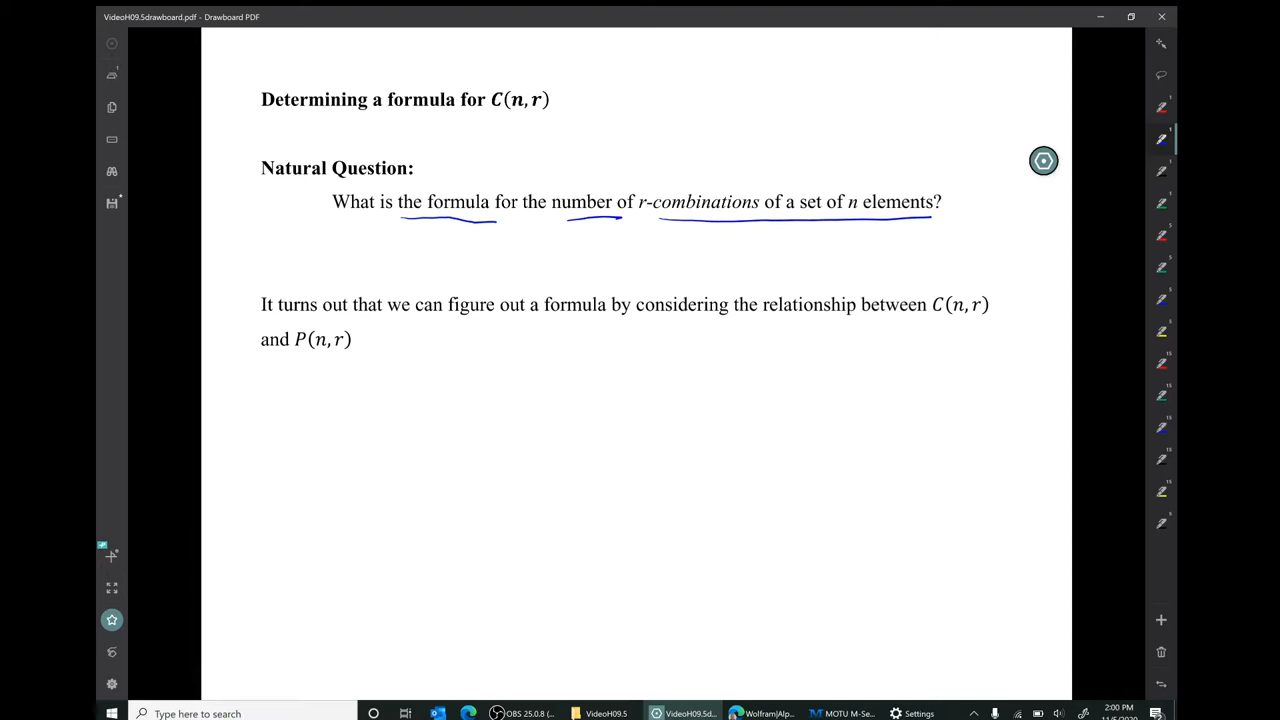 VideoH09.5drawboard.pdf - Drawboard PDF
Determining a formula for C(n, r)
Natural Question:
What is the formula for the number of r-combinations of a set of n elements?
It turns out that we can figure out a formula by considering the relationship between C(n, r)
and P(n, r)
Type here to search
OBS 25.0.8 (...
VideoH09.5
VideoH09.5d...
Wolfram|Alp...
MOTU M-Se...
Settings
2:00 PM